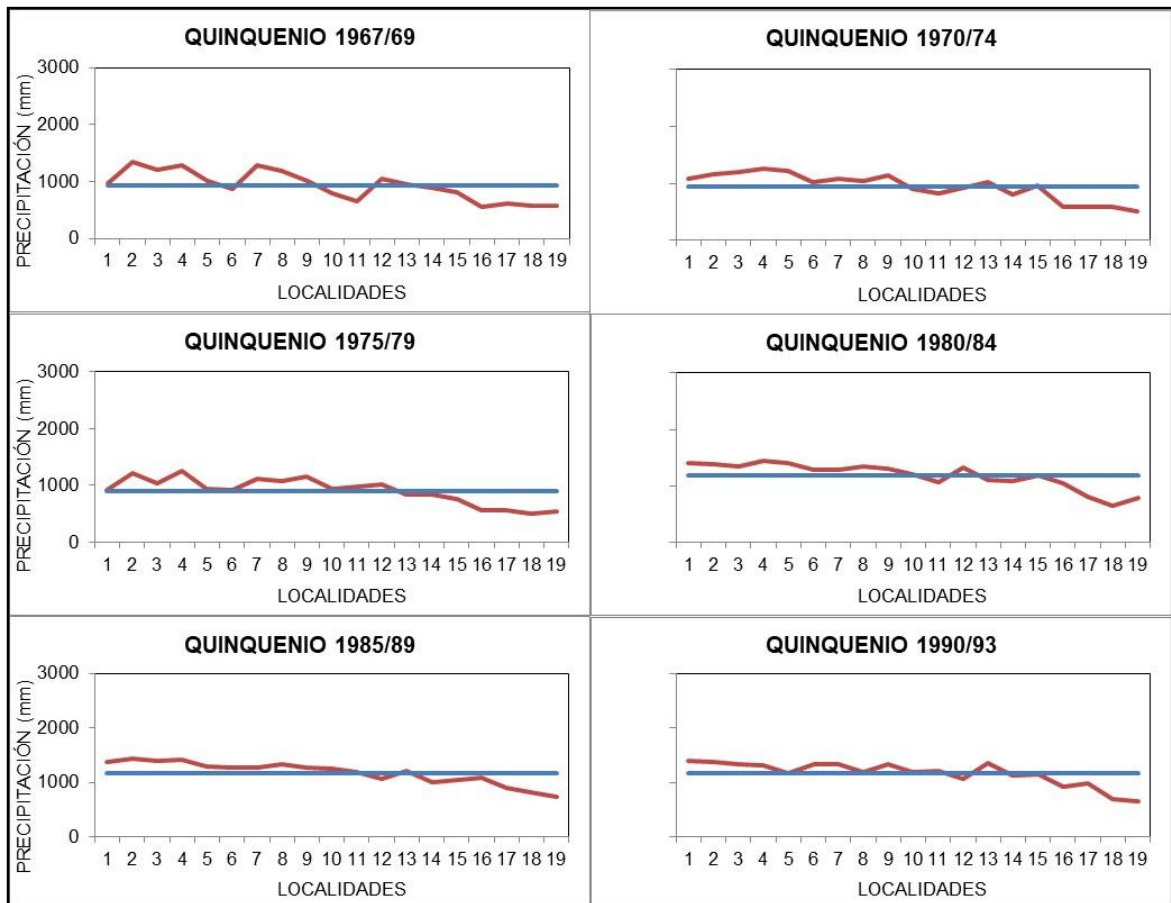 QUINQUENIO 1967/69
PRECIPITACIÓN (mm)
3000
2000
1000
0
1 2 3 4 5 6 7 8 9 10 11 12 13 14 15 16 17 18 19
LOCALIDADES
QUINQUENIO 1970/74
1 2 3 4 5 6 7 8 9 10 11 12 13 14 15 16 17 18 19
LOCALIDADES
QUINQUENIO 1975/79
PRECIPITACIÓN (mm)
3000
2000
1000
0
1 2 3 4 5 6 7 8 9 10 11 12 13 14 15 16 17 18 19
LOCALIDADES
QUINQUENIO 1980/84
1 2 3 4 5 6 7 8 9 10 11 12 13 14 15 16 17 18 19
LOCALIDADES
QUINQUENIO 1985/89
PRECIPITACIÓN (mm)
3000
2000
1000
0
1 2 3 4 5 6 7 8 9 10 11 12 13 14 15 16 17 18 19
LOCALIDADES
QUINQUENIO 1990/93
1 2 3 4 5 6 7 8 9 10 11 12 13 14 15 16 17 18 19
LOCALIDADES